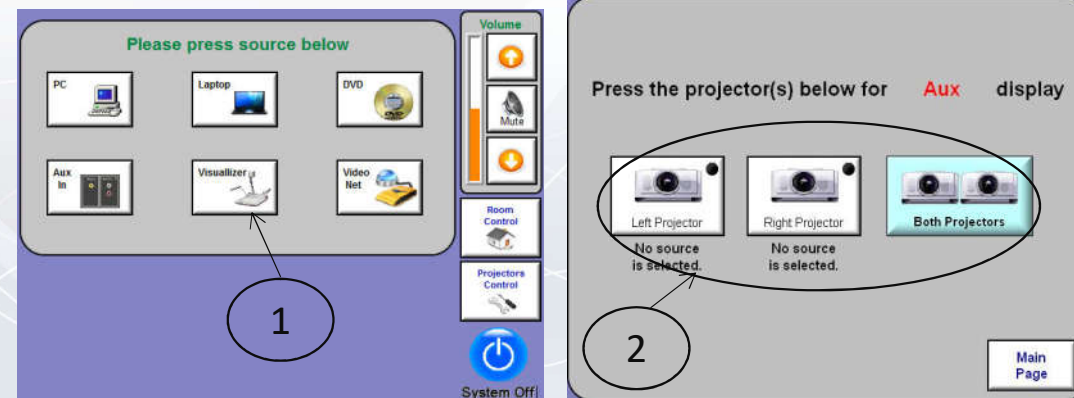 Please press source below
PC
Laptop
DVD
Aux
In
Visuallizer
Video
Net
1
Volume
Mute
Room
Control
Projectors
Control
System Off
Press the projector(s) below for Aux display
Left Projector
Right Projector
Both Projectors
No source
is selected.
No source
is selected.
2
Main
Page